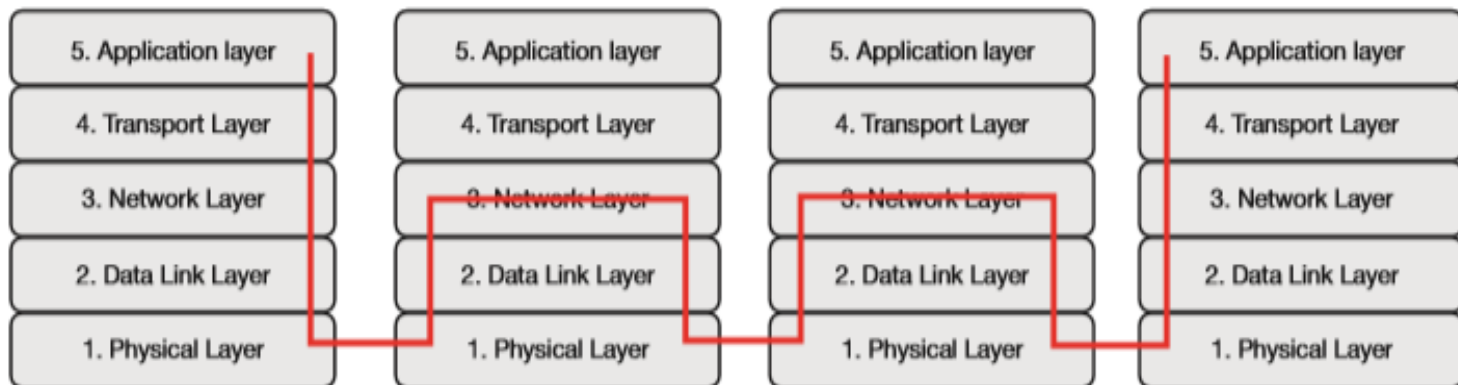 5. Application layer
4. Transport Layer
3. Network Layer
2. Data Link Layer
1. Physical Layer
5. Application layer
4. Transport Layer
3. Network Layer
2. Data Link Layer
1. Physical Layer
5. Application layer
4. Transport Layer
3. Network Layer
2. Data Link Layer
1. Physical Layer
5. Application layer
4. Transport Layer
3. Network Layer
2. Data Link Layer
1. Physical Layer